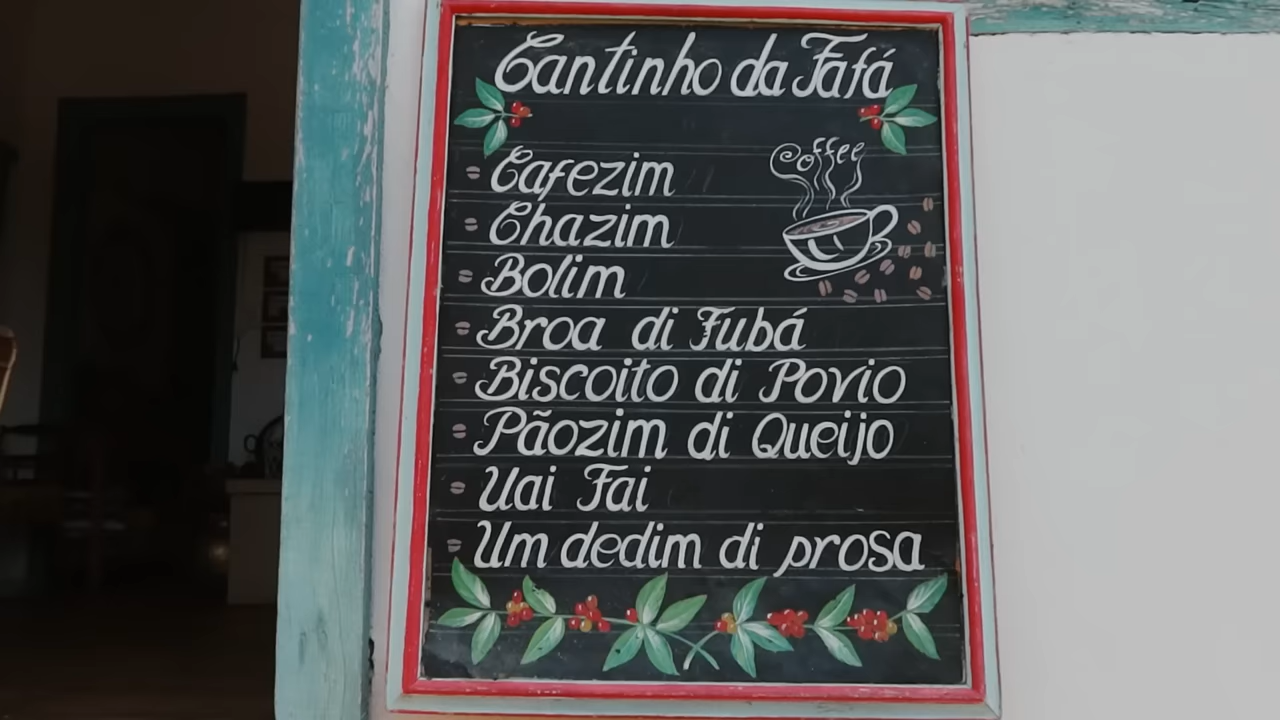 Cantinho da Fafá
Coffee
Cafezim
Chazim
Bolim
Broa di Fubá
Biscoito di Povio
Pãozim di Queijo
Uai Fai
Um dedim di prosa